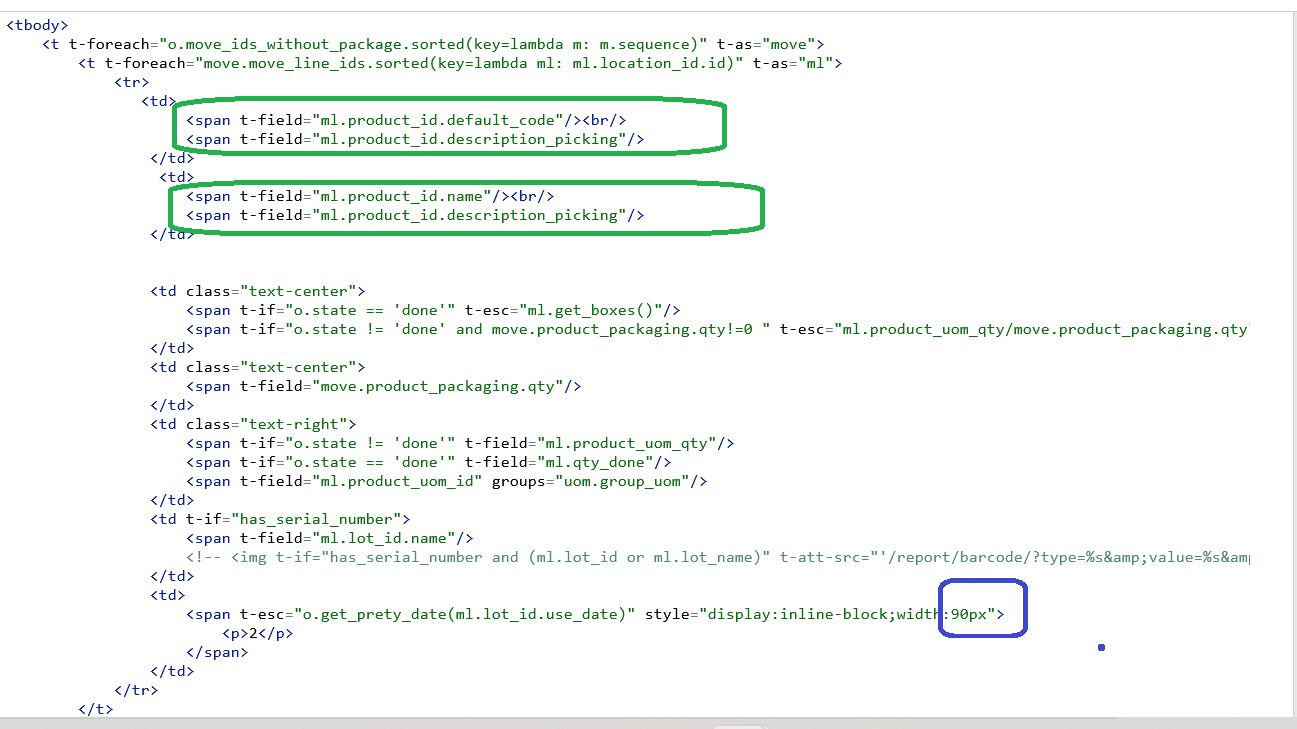 <tbody>
<t t-foreach="o.move_ids_without_package.sorted(key=lambda m: m.sequence)" t-as="move">
<t t-foreach="move.move_line_ids.sorted(key=lambda ml: ml.location_id.id)" t-as="ml">
<tr>
<td>
<span t-field="ml.product_id.default_code"/><br/>
<span t-field="ml.product_id.description_picking"/>
</td>
<td>
<span t-field="ml.product_id.name"/><br/>
<span t-field="ml.product_id.description_picking"/>
</td>
<td class="text-center">
<span t-if="o.state == 'done'" t-esc="ml.get_boxes()"/>
<span t-if="o.state != 'done' and move.product_packaging.qty!=0 " t-esc="ml.product_uom_qty/move.product_packaging.qty"
</td>
<td class="text-center">
<span t-field="move.product_packaging.qty"/>
</td>
<td class="text-right">
<span t-if="o.state != 'done'" t-field="ml.product_uom_qty"/>
<span t-if="o.state == 'done'" t-field="ml.qty_done"/>
<span t-field="ml.product_uom_id" groups="uom.group_uom"/>
</td>
<td t-if="has_serial_number">
<span t-field="ml.lot_id.name"/>
<!-- <img t-if="has_serial_number and (ml.lot_id or ml.lot_name)" t-att-src="'/report/barcode/?type=%s&amp;value=%s&amp
</td>
<td>
<span t-esc="o.get_prety_date(ml.lot_id.use_date)" style="display:inline-block;width:90px">
<p>2</p>
</span>
</td>
</tr>
</t>